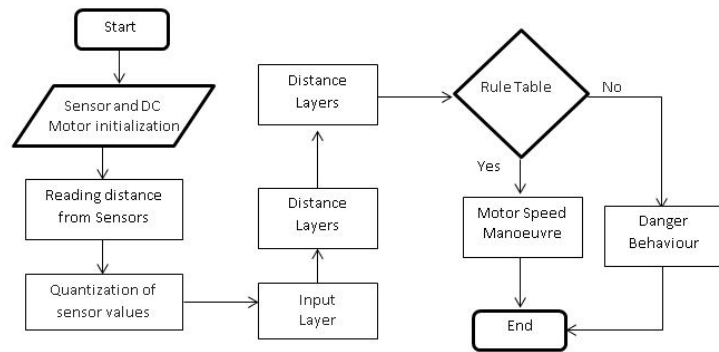 Start
Sensor and DC
Motor initialization
Reading distance
from Sensors
Quantization of
sensor values
Input
Layer
Distance
Layers
Distance
Layers
Rule Table
No
Yes
Motor Speed
Manoeuvre
Danger
Behaviour
End